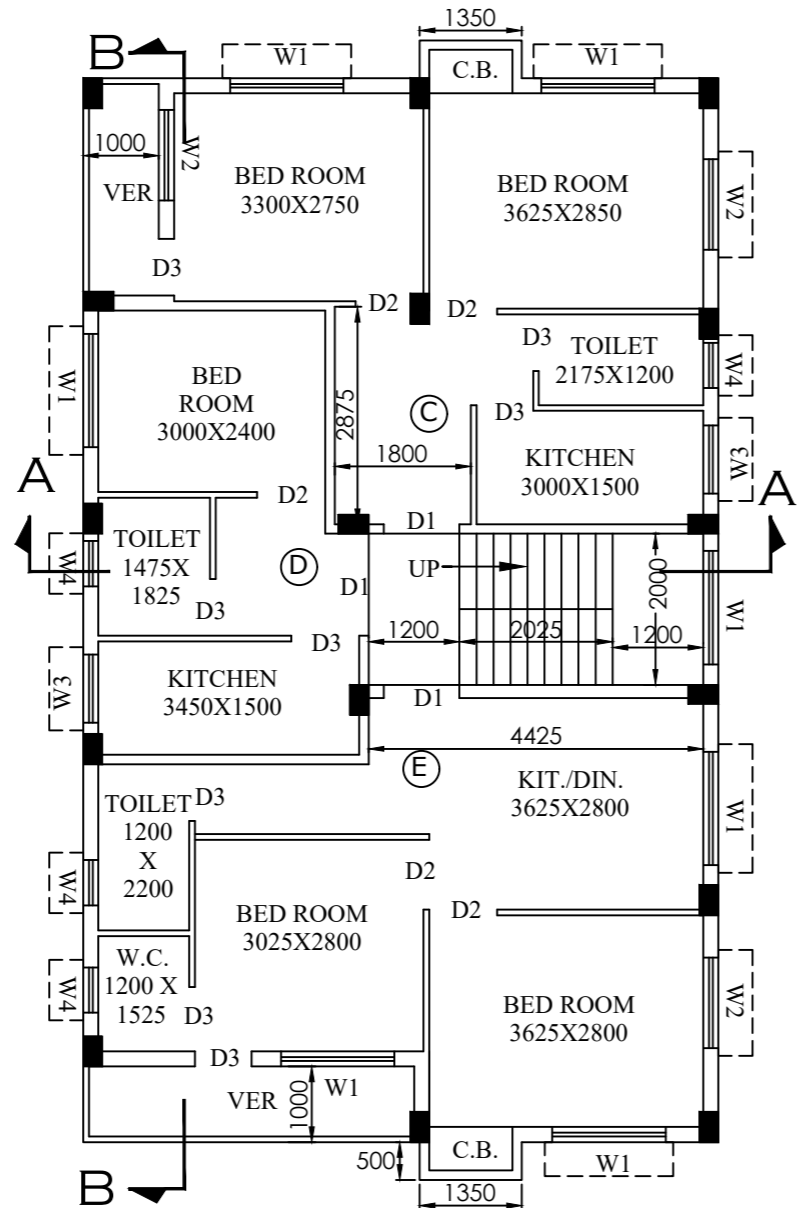 1350
B
W1
C.B.
W1
1000
W2
VER
BED ROOM
3300X2750
BED ROOM
3625X2850
W2
D3
D2
D2
D3
TOILET
2175X1200
W4
W1
BED
ROOM
3000X2400
2875
C
D3
1800
KITCHEN
3000X1500
W3
A
A
D2
D1
TOILET
1475X
1825
W4
D
D1
UP
2000
W1
D3
1200
2025
1200
D3
KITCHEN
3450X1500
W3
D1
4425
E
KIT./DIN.
3625X2800
W1
TOILET
1200
X
2200
D3
W4
D2
D2
BED ROOM
3025X2800
W.C.
1200 X
1525
W4
D3
BED ROOM
3625X2800
W2
D3
W1
VER
1000
500
C.B.
W1
B
1350